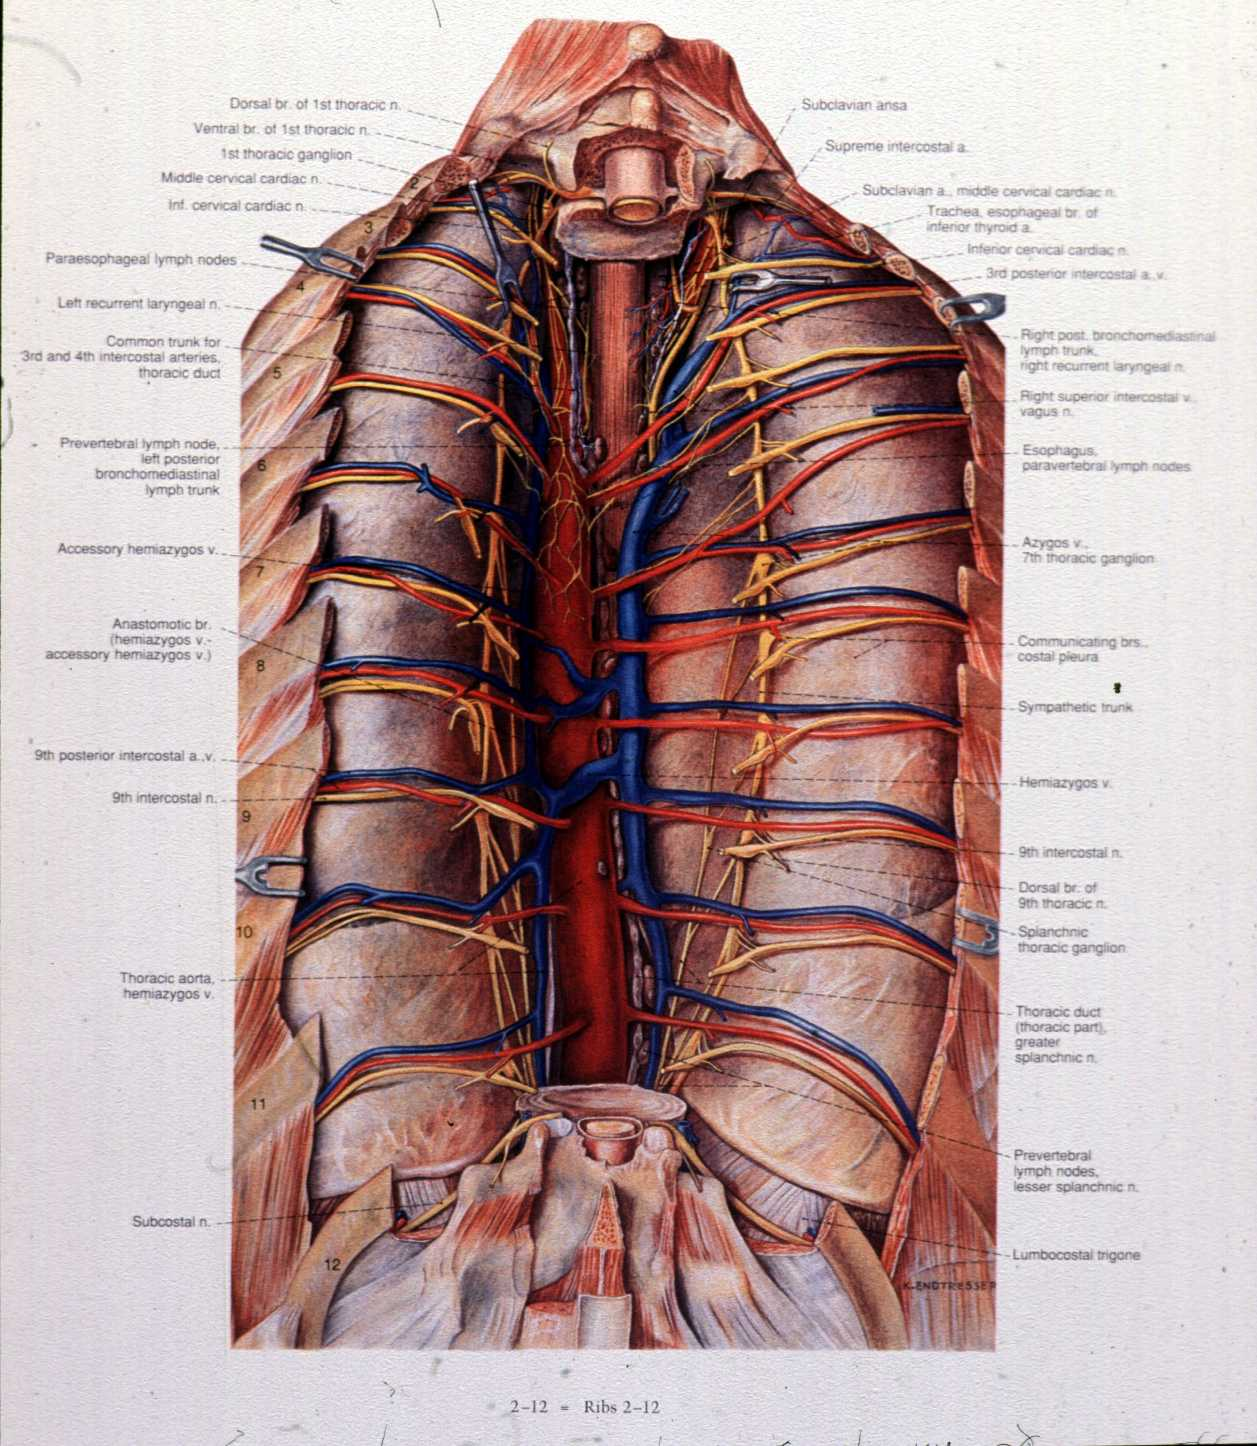 Dorsal br. of 1st thoracic n.
Ventral br. of 1st thoracic n.
1st thoracic ganglion
Middle cervical cardiac n.
Inf. cervical cardiac n.
Paraesophageal lymph nodes
Left recurrent laryngeal n.
Common trunk for
3rd and 4th intercostal arteries,
thoracic duct
Prevertebral lymph node,
left posterior
bronchomediastinal
lymph trunk
Accessory hemiazygos v.
Anastomotic br.
(hemiazygos v.-
accessory hemiazygos v.)
9th posterior intercostal a.,v.
9th intercostal n.
Thoracic aorta,
hemiazygos v.
Subcostal n.
2
3
4
5
6
7
8
9
10
11
12
Subclavian ansa
Supreme intercostal a.
Subclavian a., middle cervical cardiac n.
Trachea, esophageal br. of
inferior thyroid a.
Inferior cervical cardiac n.
3rd posterior intercostal a.,v.
Right post. bronchomediastinal
lymph trunk,
right recurrent laryngeal n.
Right superior intercostal v.,
vagus n.
Esophagus,
paravertebral lymph nodes
Azygos v.,
7th thoracic ganglion
Communicating brs.,
costal pleura
Sympathetic trunk
Hemiazygos v.
9th intercostal n.
Dorsal br. of
9th thoracic n.
Splanchnic
thoracic ganglion
Thoracic duct
(thoracic part),
greater
splanchnic n.
Prevertebral
lymph nodes,
lesser splanchnic n.
Lumbocostal trigone
K. ENDTRESSER
2–12 = Ribs 2–12